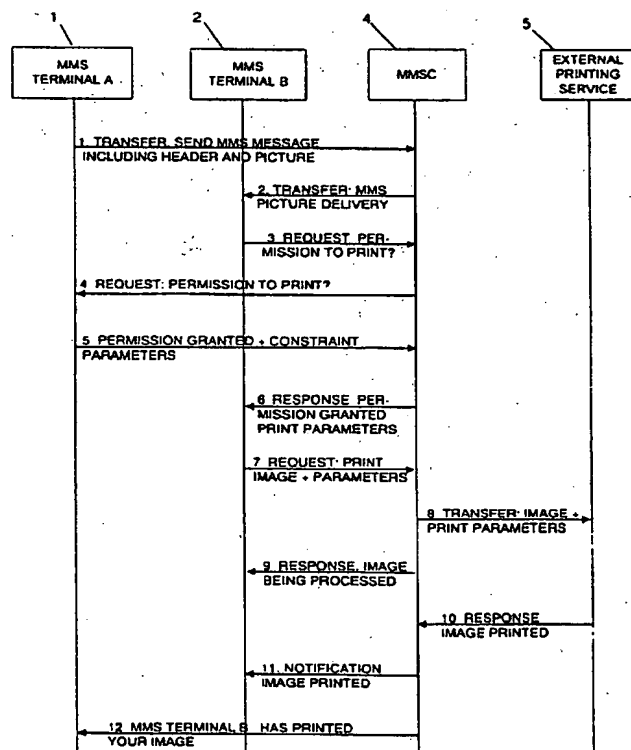 1
2
4
5
MMS
TERMINAL A
MMS
TERMINAL B
MMSC
EXTERNAL
PRINTING
SERVICE
1. TRANSFER. SEND MMS MESSAGE
INCLUDING HEADER AND PICTURE
2. TRANSFER: MMS
PICTURE DELIVERY
3 REQUEST PER-
MISSION TO PRINT?
4 REQUEST: PERMISSION TO PRINT?
5 PERMISSION GRANTED + CONSTRAINT
PARAMETERS
6 RESPONSE PER-
MISSION GRANTED
PRINT PARAMETERS
7 REQUEST: PRINT
IMAGE + PARAMETERS
8 TRANSFER: IMAGE +
PRINT PARAMETERS
9 RESPONSE. IMAGE
BEING PROCESSED
10 RESPONSE
IMAGE PRINTED
11. NOTIFICATION
IMAGE PRINTED
12 MMS TERMINAL B HAS PRINTED
YOUR IMAGE